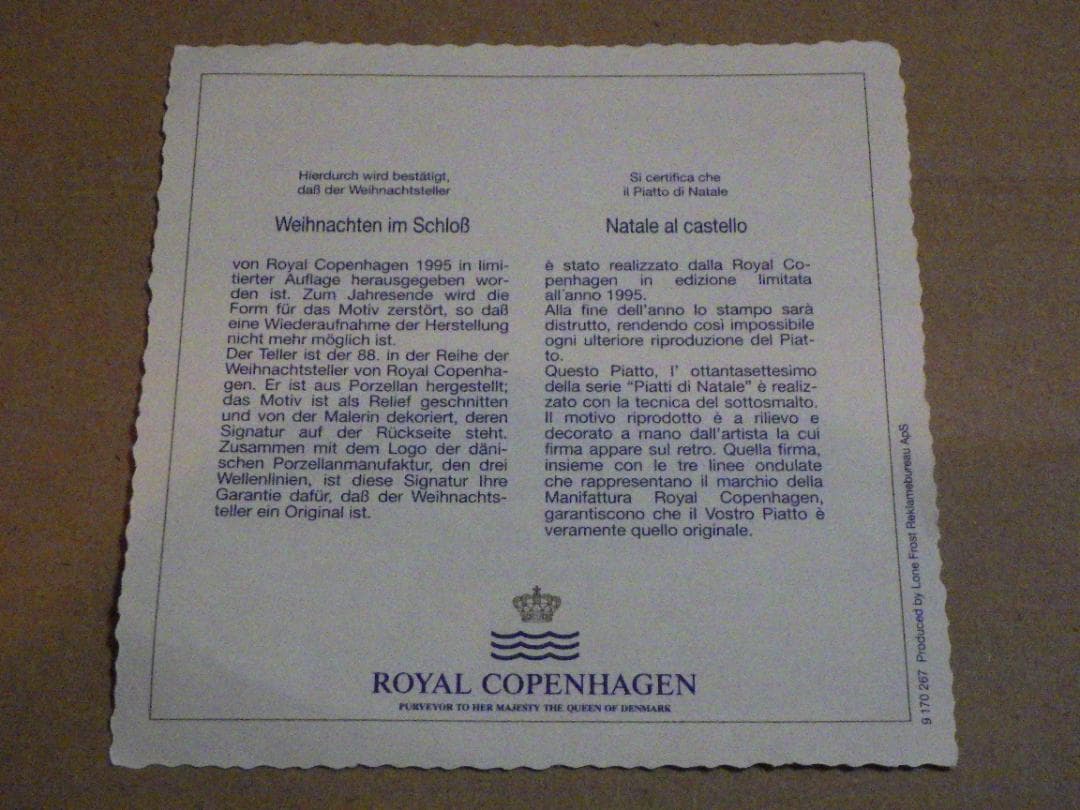 Hierdurch wird bestätigt,
daß der Weihnachtsteller
Weihnachten im Schloß
von Royal Copenhagen 1995 in limi-
tierter Auflage herausgegeben wor-
den ist. Zum Jahresende wird die
Form für das Motiv zerstört, so daß
eine Wiederaufnahme der Herstellung
nicht mehr möglich ist.
Der Teller ist der 88. in der Reihe der
Weihnachtsteller von Royal Copenha-
gen. Er ist aus Porzellan hergestellt;
das Motiv ist als Relief geschnitten
und von der Malerin dekoriert, deren
Signatur auf der Rückseite steht.
Zusammen mit dem Logo der däni-
schen Porzellanmanufaktur, den drei
Wellenlinien, ist diese Signatur Ihre
Garantie dafür, daß der Weihnachts-
teller ein Original ist.
Si certifica che
il Piatto di Natale
Natale al castello
è stato realizzato dalla Royal Co-
penhagen in edizione limitata
all'anno 1995.
Alla fine dell'anno lo stampo sarà
distrutto, rendendo così impossibile
ogni ulteriore riproduzione del Piat-
to.
Questo Piatto, l' ottantasettesimo
della serie "Piatti di Natale" è realiz-
zato con la tecnica del sottosmalto.
Il motivo riprodotto è a rilievo e
decorato a mano dall'artista la cui
firma appare sul retro. Quella firma,
insieme con le tre linee ondulate
che rappresentano il marchio della
Manifattura Royal Copenhagen,
garantiscono che il Vostro Piatto è
veramente quello originale.
ROYAL COPENHAGEN
PURVEYOR TO HER MAJESTY THE QUEEN OF DENMARK
9 170 267 Produced by Lone Frost Reklamebureau ApS